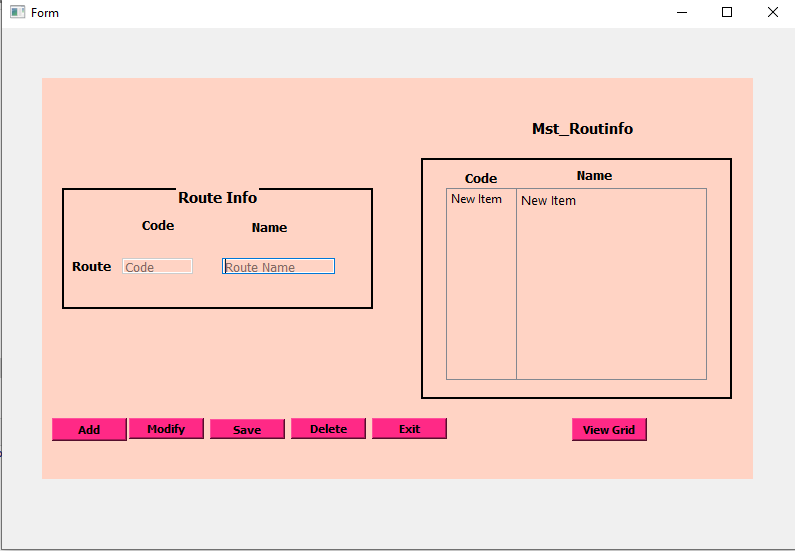 Form
Mst_Routinfo
Route Info
Code Name
Route Code Route Name
Code Name
New Item New Item
Add Modify Save Delete Exit View Grid